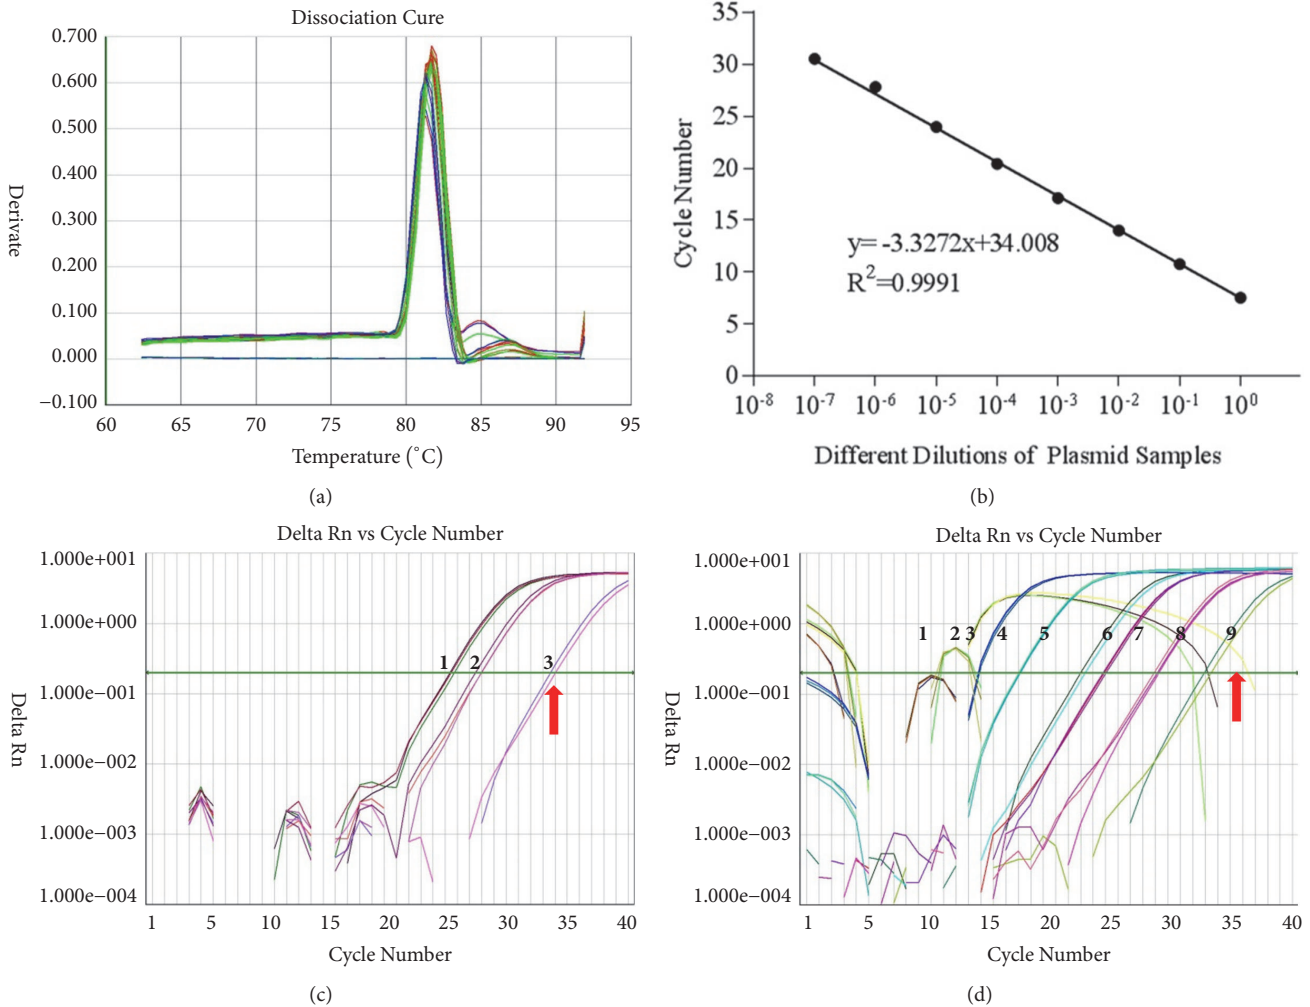 Dissociation Cure
0.700
0.600
0.500
0.400
0.300
0.200
0.100
0.000
−0.100
Derivate
60 65 70 75 80 85 90 95
Temperature (°C)
(a)
35
30
25
20
15
10
5
0
Cycle Number
y= -3.3272x+34.008
R²=0.9991
10⁻⁸ 10⁻⁷ 10⁻⁶ 10⁻⁵ 10⁻⁴ 10⁻³ 10⁻² 10⁻¹ 10⁰
Different Dilutions of Plasmid Samples
(b)
Delta Rn vs Cycle Number
1.000e+001
1.000e+000
1.000e−001
1.000e−002
1.000e−003
1.000e−004
Delta Rn
1 2 3
1 5 10 15 20 25 30 35 40
Cycle Number
(c)
Delta Rn vs Cycle Number
1.000e+001
1.000e+000
1.000e−001
1.000e−002
1.000e−003
1.000e−004
Delta Rn
1 2 3 4 5 6 7 8 9
1 5 10 15 20 25 30 35 40
Cycle Number
(d)